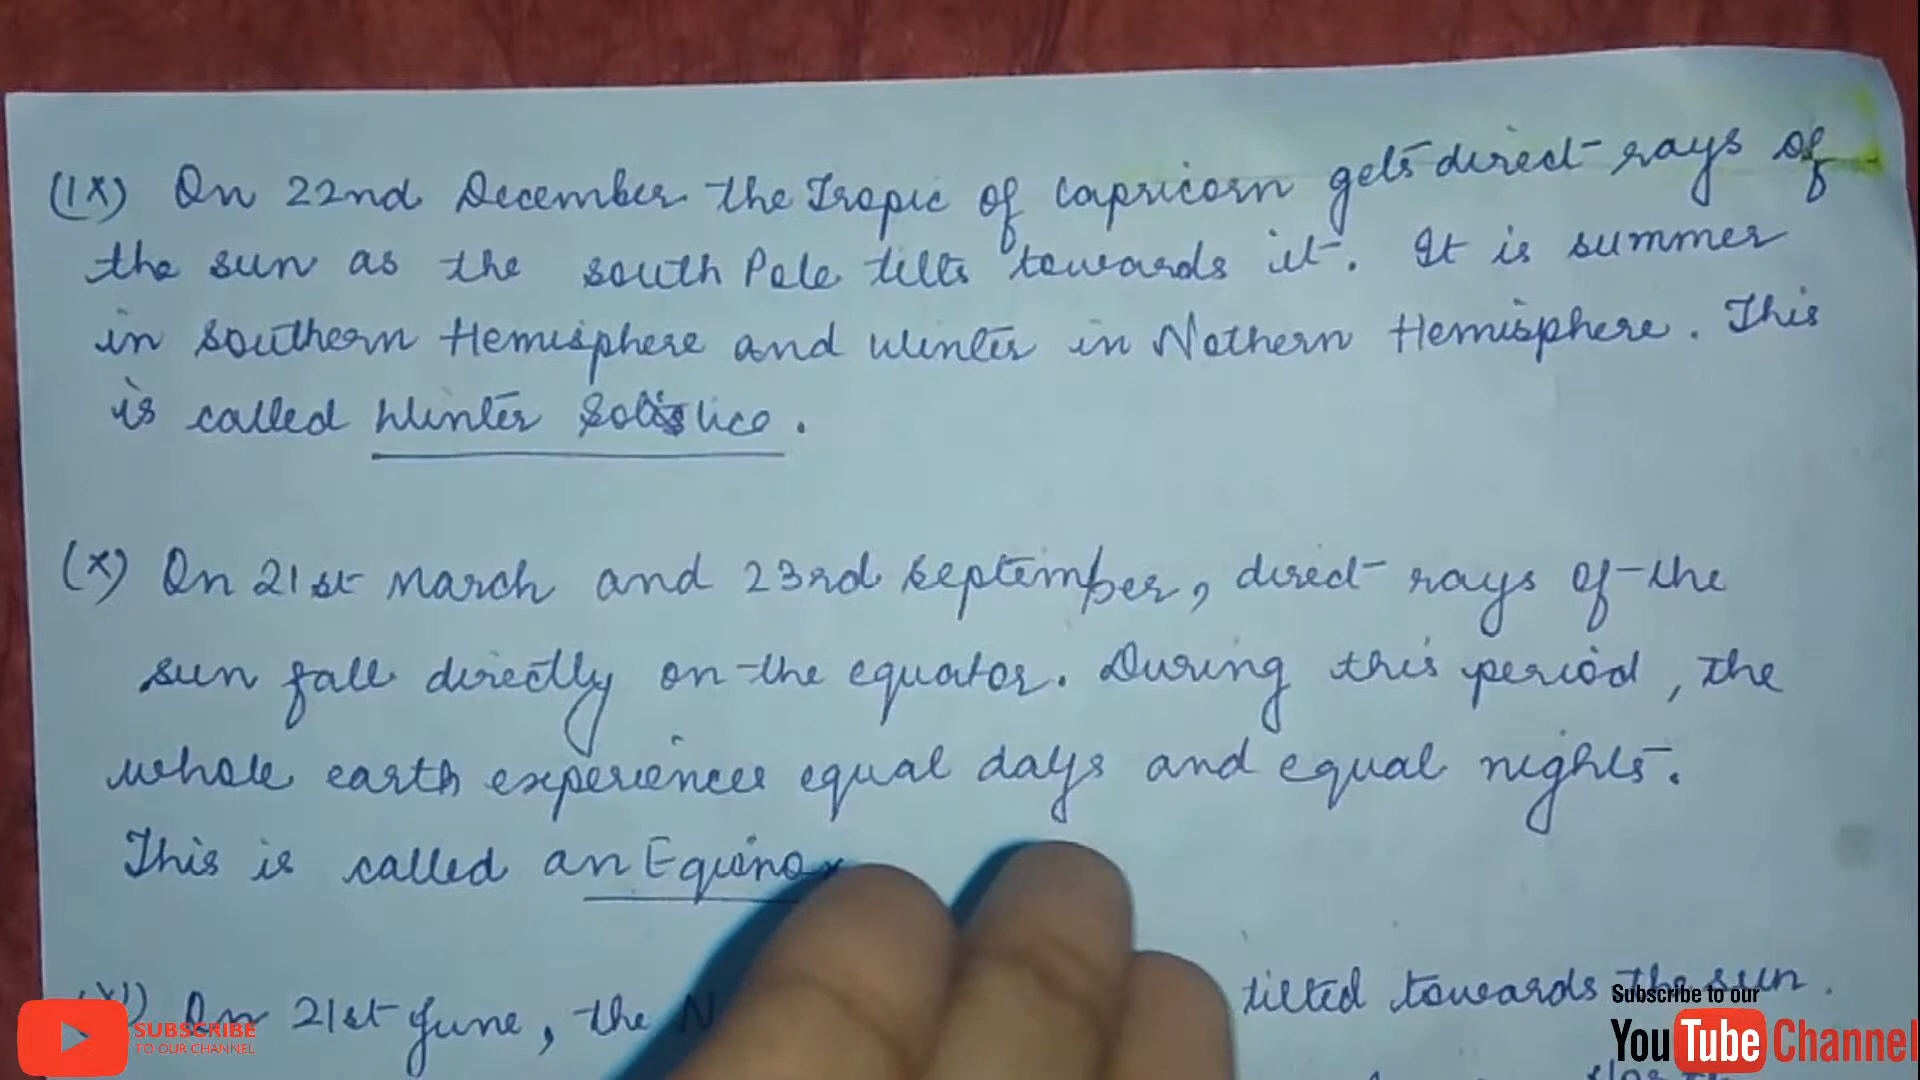 (IX) On 22nd December the Tropic of Capricorn gets direct rays of
the sun as the south Pole tilts towards it. It is summer
in Southern Hemisphere and Winter in Nothern Hemisphere. This
is called Winter Solistice.
(X) On 21st March and 23rd September, direct rays of the
sun fall directly on the equator. During this period, the
whole earth experiences equal days and equal nights.
This is called an Equinox
(XI) On 21st June, the N tilted towards the sun.
SUBSCRIBE
TO OUR CHANNEL
Subscribe to our
YouTube Channel